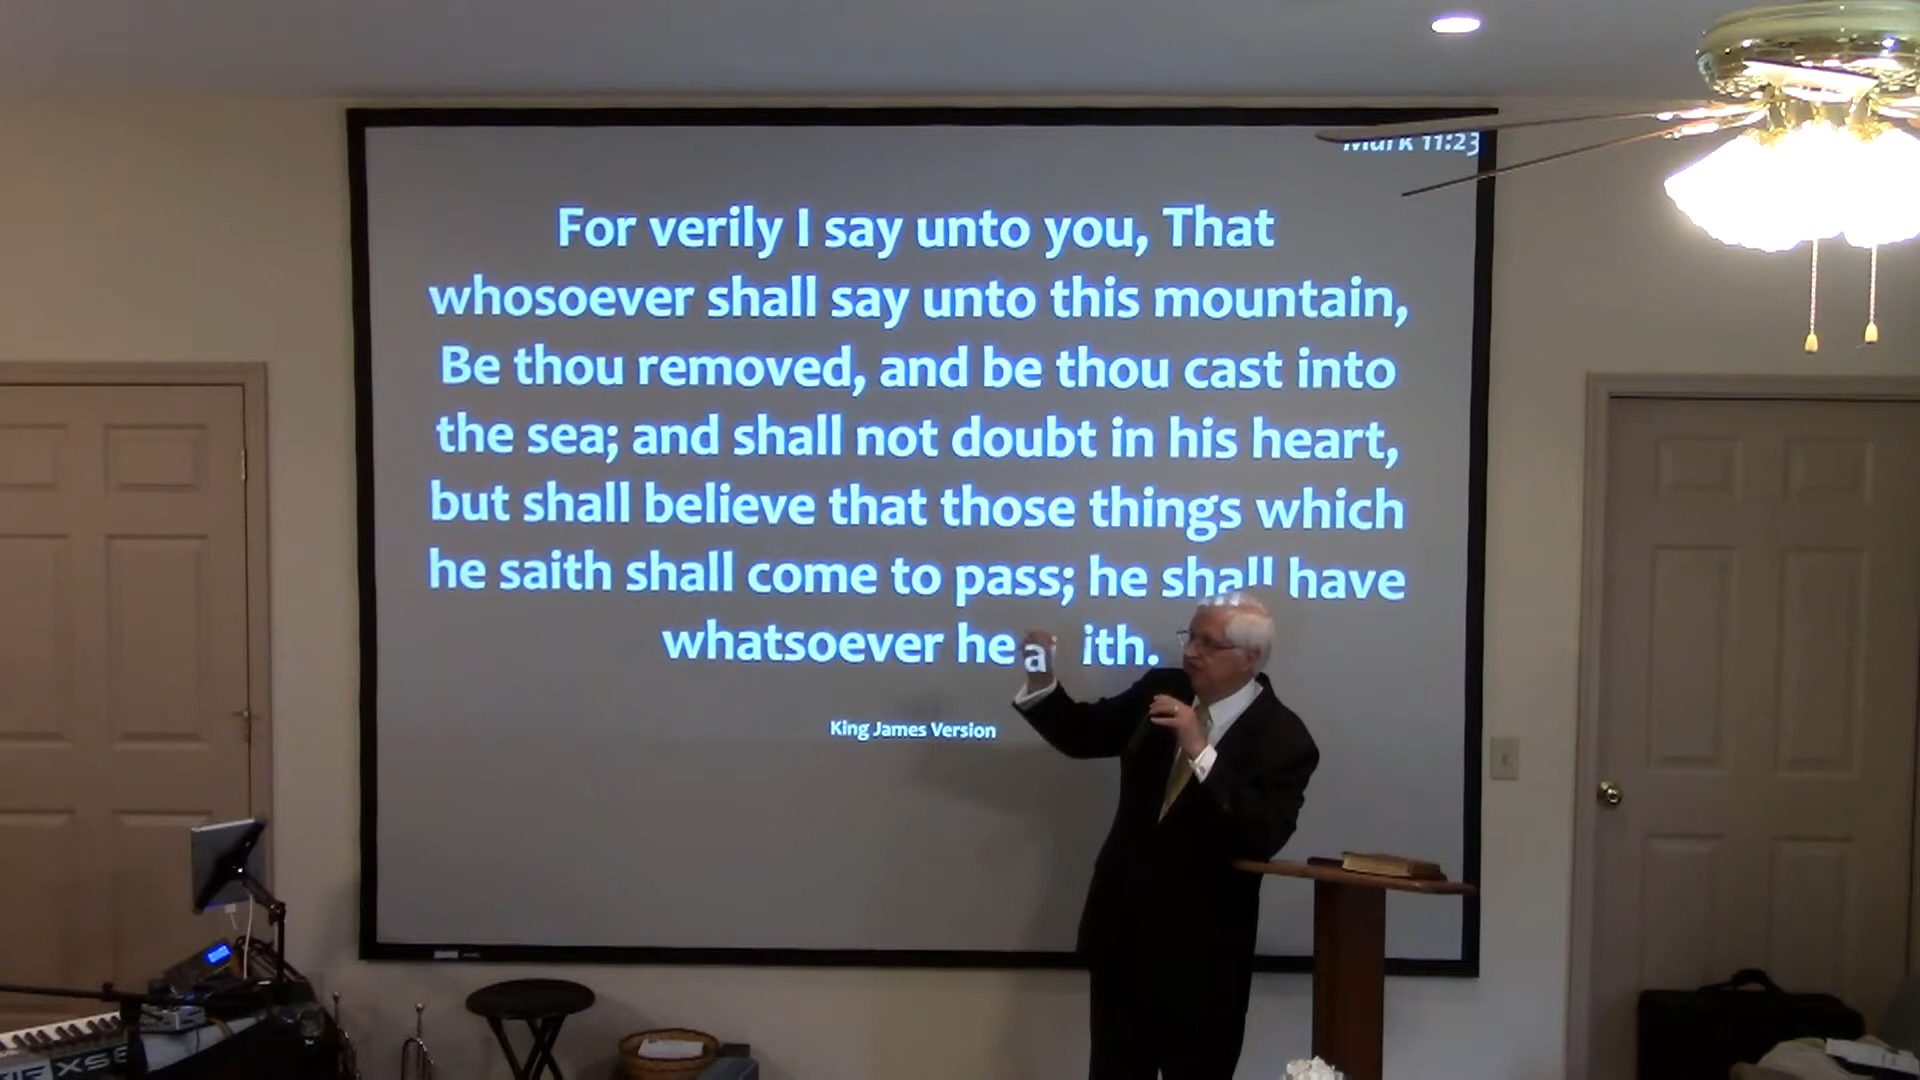 Mark 11:23
For verily I say unto you, That
whosoever shall say unto this mountain,
Be thou removed, and be thou cast into
the sea; and shall not doubt in his heart,
but shall believe that those things which
he saith shall come to pass; he shall have
whatsoever he saith.
King James Version
XS8